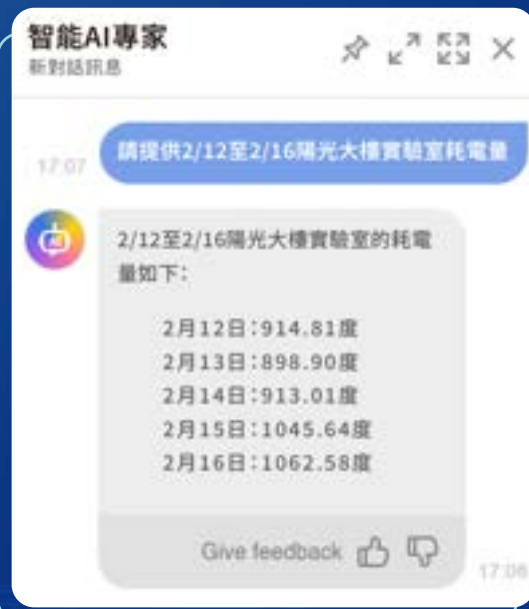 智能AI專家
新對話訊息
請提供2/12至2/16陽光大樓實驗室耗電量
17:07
2/12至2/16陽光大樓實驗室的耗電
量如下：
2月12日：914.81度
2月13日：898.90度
2月14日：913.01度
2月15日：1045.64度
2月16日：1062.58度
Give feedback
17:08